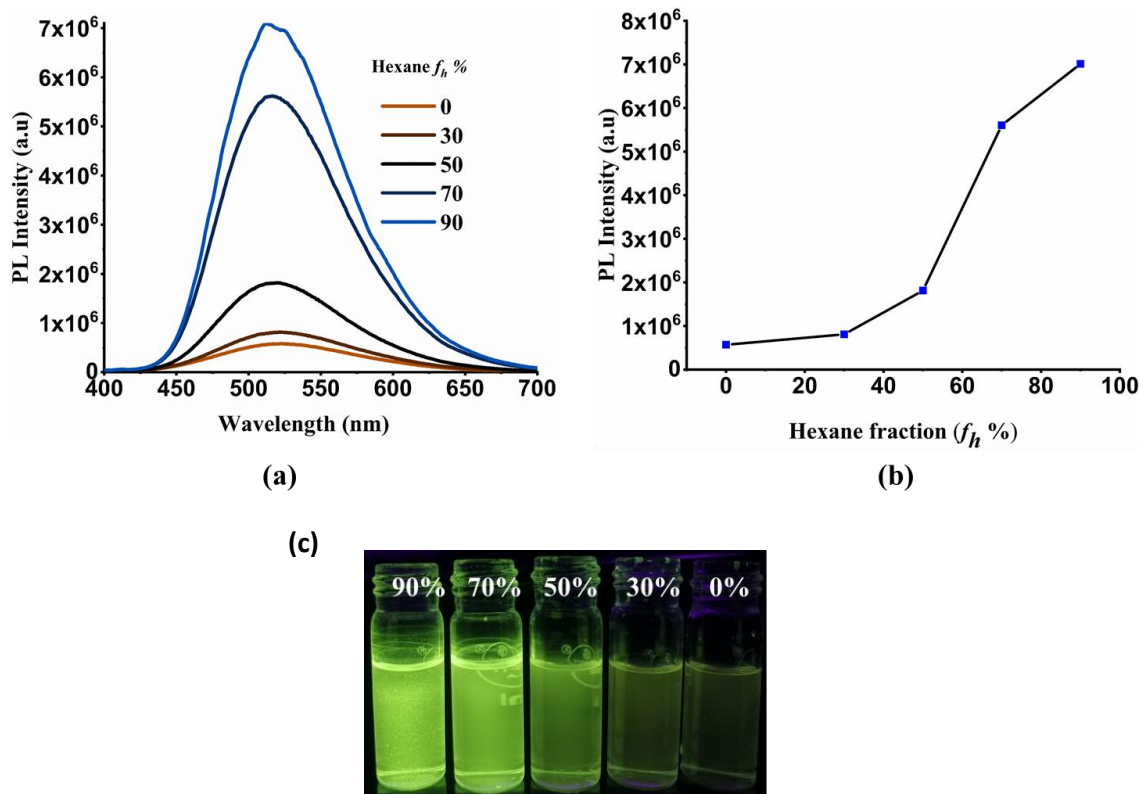 7x10⁶
6x10⁶
5x10⁶
4x10⁶
3x10⁶
2x10⁶
1x10⁶
0
PL Intensity (a.u)
400
450
500
550
600
650
700
Wavelength (nm)
Hexane fₕ %
0
30
50
70
90
(a)
8x10⁶
7x10⁶
6x10⁶
5x10⁶
4x10⁶
3x10⁶
2x10⁶
1x10⁶
0
PL Intensity (a.u)
0
20
40
60
80
100
Hexane fraction (fₕ %)
(b)
(c)
90% 70% 50% 30% 0%